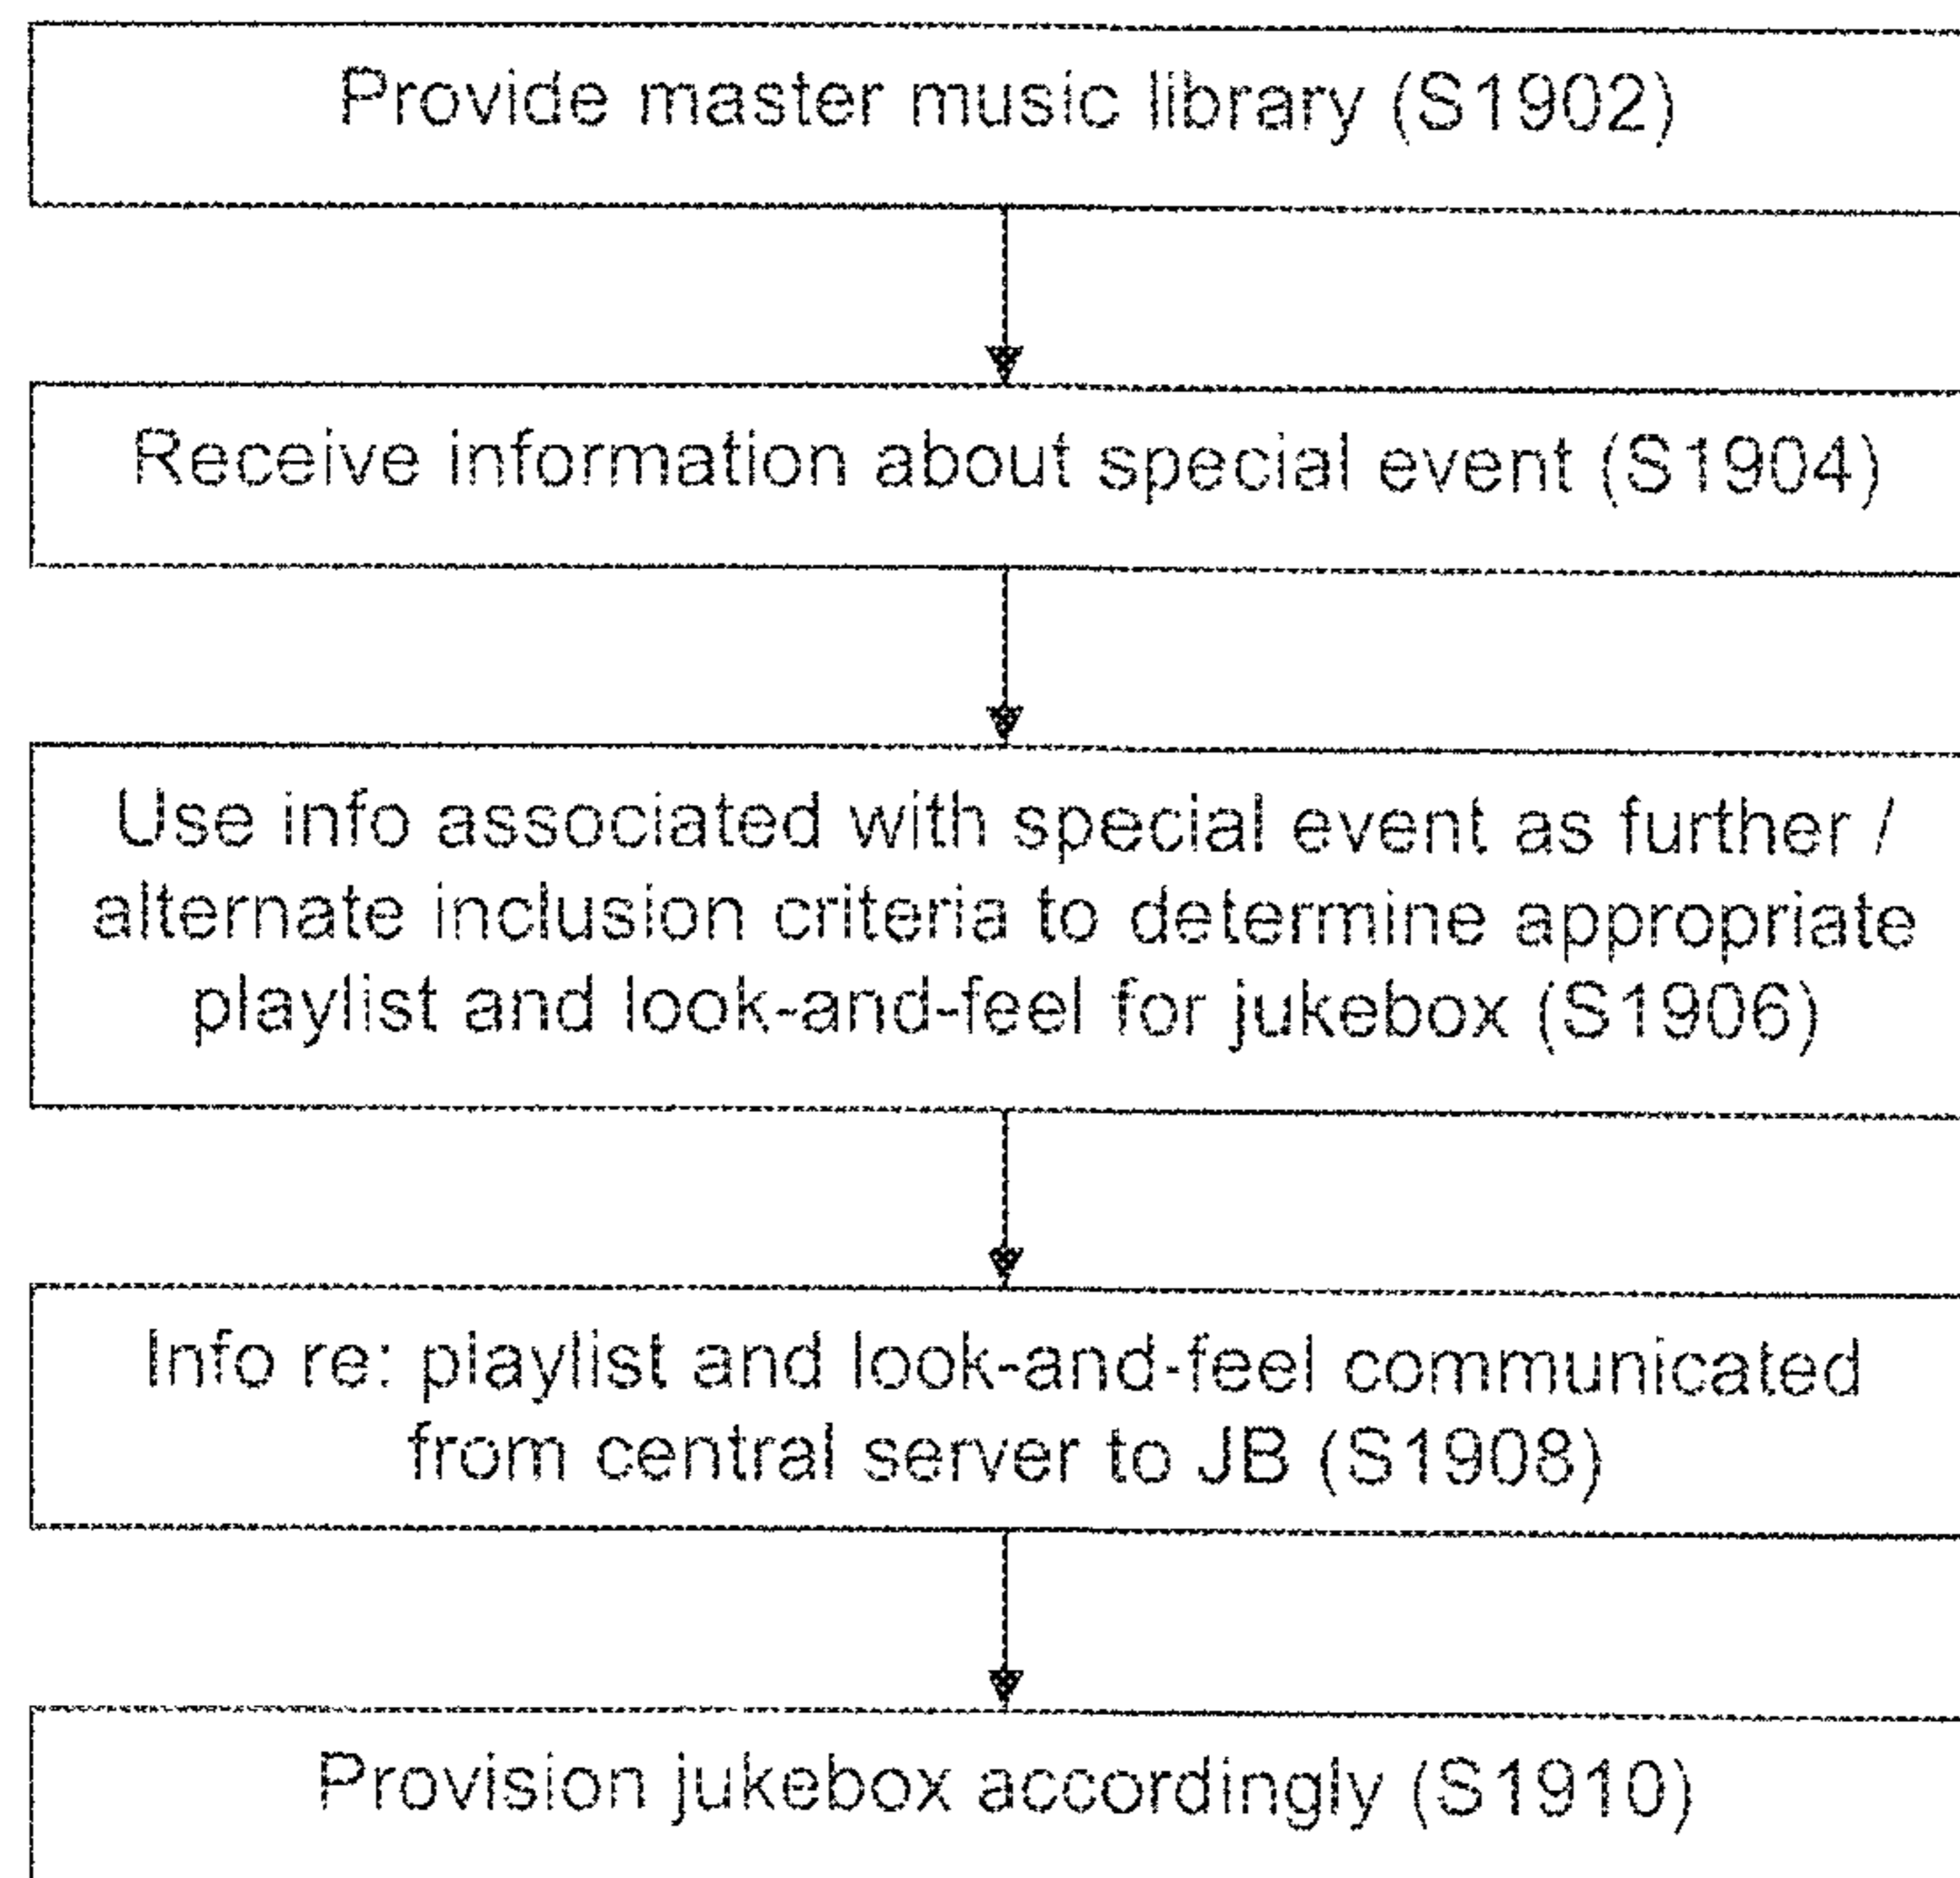 Provide master music library (S1902)
Receive information about special event (S1904)
Use info associated with special event as further /
alternate inclusion criteria to determine appropriate
playlist and look-and-feel for jukebox (S1906)
Info re: playlist and look-and-feel communicated
from central server to JB (S1908)
Provision jukebox accordingly (S1910)